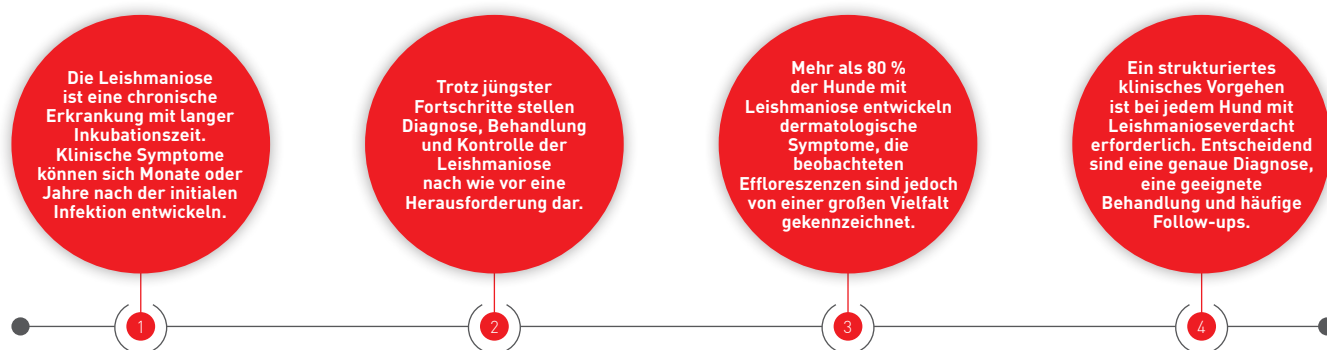 Die Leishmaniose
ist eine chronische
Erkrankung mit langer
Inkubationszeit.
Klinische Symptome
können sich Monate oder
Jahre nach der initialen
Infektion entwickeln.
Trotz jüngster
Fortschritte stellen
Diagnose, Behandlung
und Kontrolle der
Leishmaniose
nach wie vor eine
Herausforderung dar.
Mehr als 80 %
der Hunde mit
Leishmaniose entwickeln
dermatologische
Symptome, die
beobachteten
Effloreszenzen sind jedoch
von einer großen Vielfalt
gekennzeichnet.
Ein strukturiertes
klinisches Vorgehen
ist bei jedem Hund mit
Leishmanioseverdacht
erforderlich. Entscheidend
sind eine genaue Diagnose,
eine geeignete
Behandlung und häufige
Follow-ups.
1
2
3
4